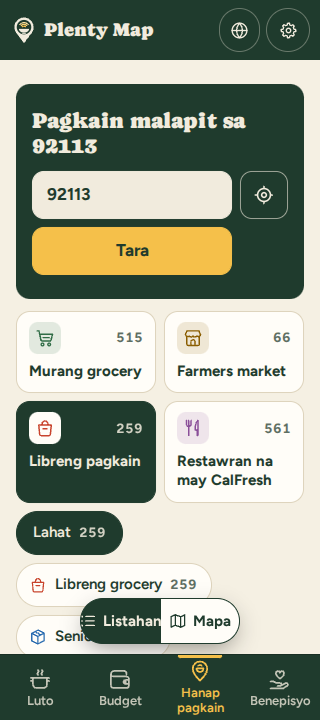 Plenty Map
Pagkain malapit sa
92113
92113
Tara
515
Murang grocery
66
Farmers market
259
Libreng pagkain
561
Restawran na
may CalFresh
Lahat 259
Libreng grocery 259
Listahan
Mapa
Luto
Budget
Hanap
pagkain
Benepisyo